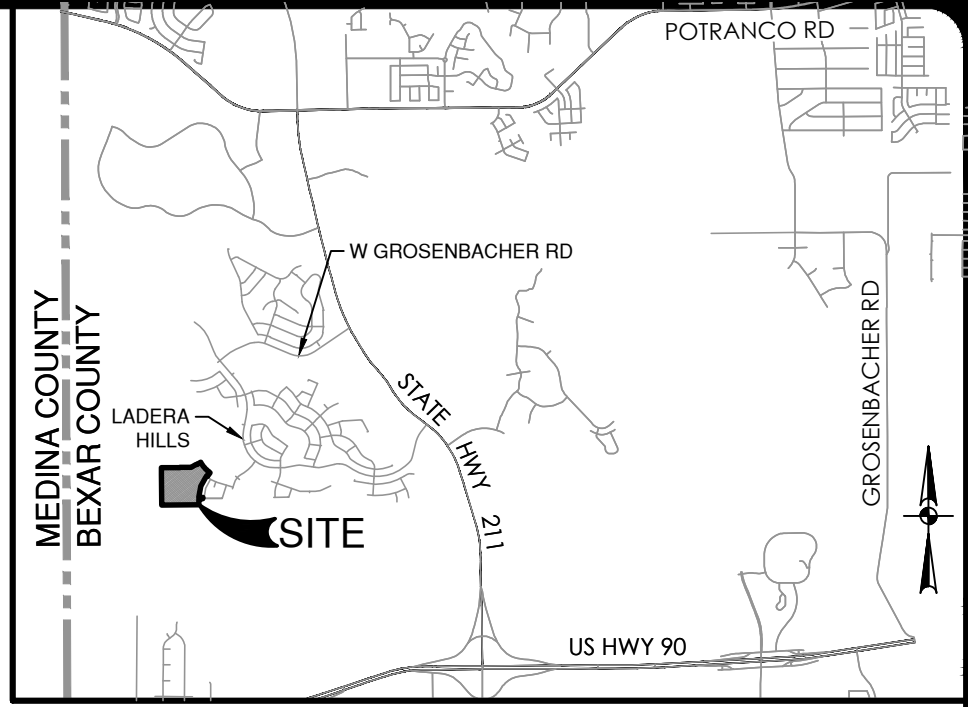 POTRANCO RD
W GROSENBACHER RD
MEDINA COUNTY
BEXAR COUNTY
GROSENBACHER RD
STATE HWY 211
LADERA
HILLS
SITE
US HWY 90